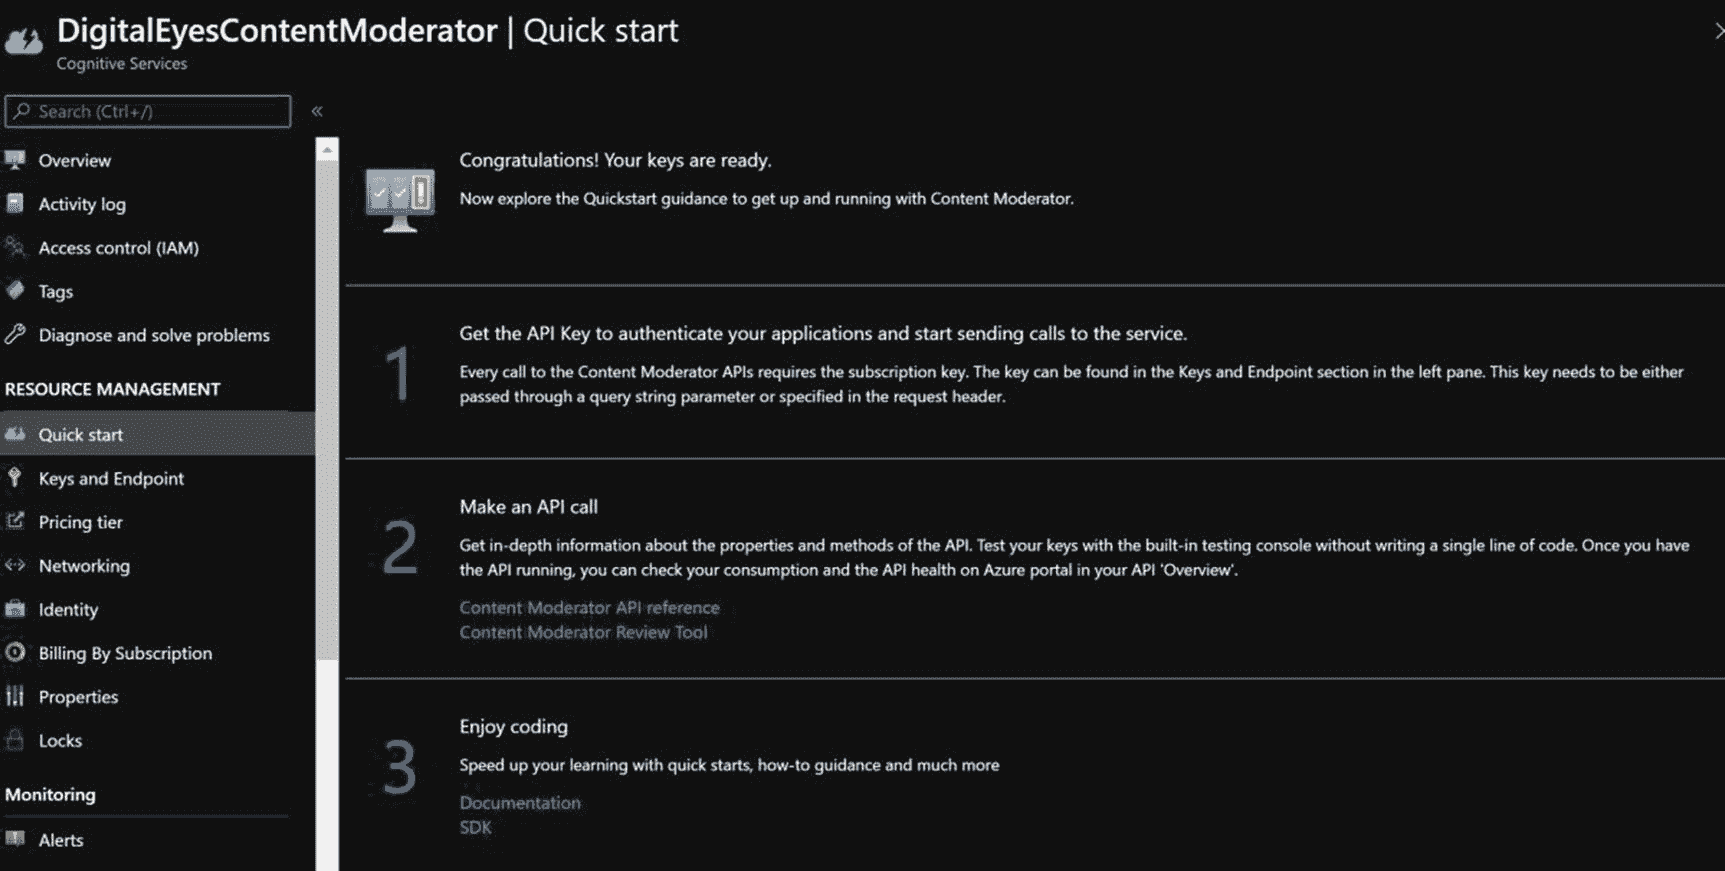 DigitalEyesContentModerator | Quick start
Cognitive Services
Search (Ctrl+/)
«
Overview
Activity log
Access control (IAM)
Tags
Diagnose and solve problems
RESOURCE MANAGEMENT
Quick start
Keys and Endpoint
Pricing tier
Networking
Identity
Billing By Subscription
Properties
Locks
Monitoring
Alerts
Congratulations! Your keys are ready.
Now explore the Quickstart guidance to get up and running with Content Moderator.
1
Get the API Key to authenticate your applications and start sending calls to the service.
Every call to the Content Moderator APIs requires the subscription key. The key can be found in the Keys and Endpoint section in the left pane. This key needs to be either
passed through a query string parameter or specified in the request header.
2
Make an API call
Get in-depth information about the properties and methods of the API. Test your keys with the built-in testing console without writing a single line of code. Once you have
the API running, you can check your consumption and the API health on Azure portal in your API 'Overview'.
Content Moderator API reference
Content Moderator Review Tool
3
Enjoy coding
Speed up your learning with quick starts, how-to guidance and much more
Documentation
SDK